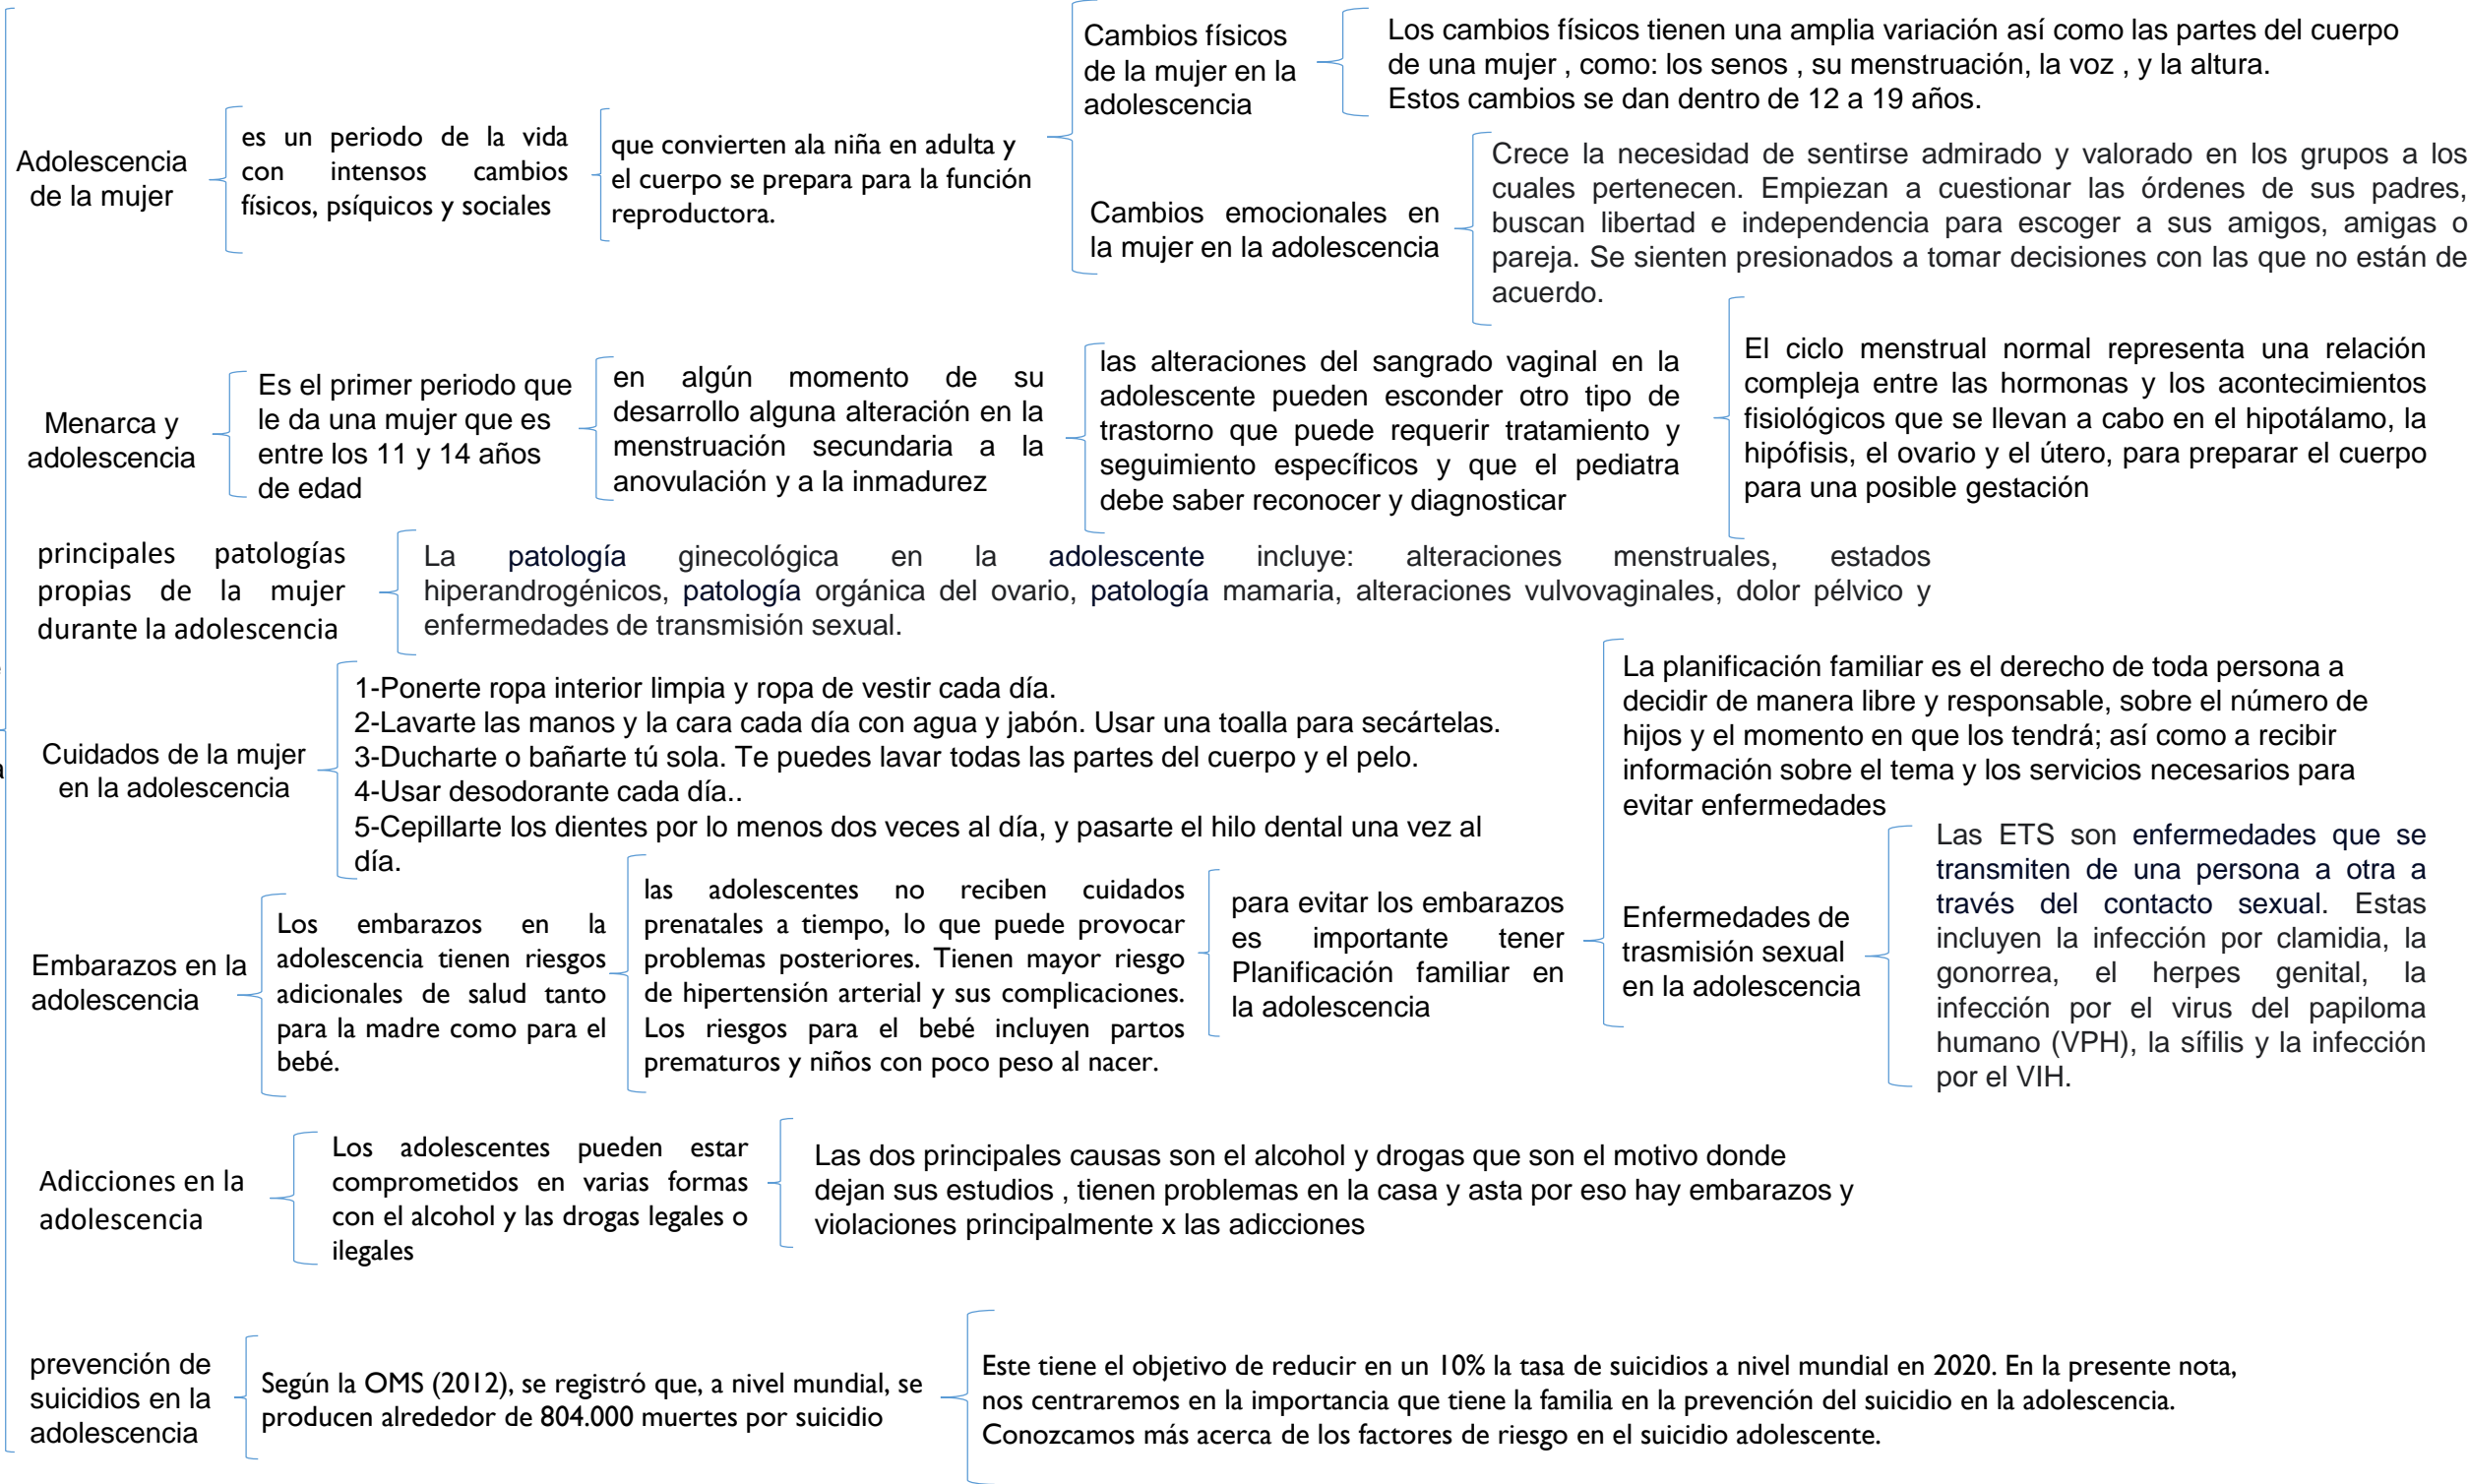 Adolescencia
de la mujer
es un periodo de la vida
con intensos cambios
físicos, psíquicos y sociales
que convierten ala niña en adulta y
el cuerpo se prepara para la función
reproductora.
Cambios físicos
de la mujer en la
adolescencia
Los cambios físicos tienen una amplia variación así como las partes del cuerpo
de una mujer , como: los senos , su menstruación, la voz , y la altura.
Estos cambios se dan dentro de 12 a 19 años.
Cambios emocionales en
la mujer en la adolescencia
Crece la necesidad de sentirse admirado y valorado en los grupos a los
cuales pertenecen. Empiezan a cuestionar las órdenes de sus padres,
buscan libertad e independencia para escoger a sus amigos, amigas o
pareja. Se sienten presionados a tomar decisiones con las que no están de
acuerdo.
Menarca y
adolescencia
Es el primer periodo que
le da una mujer que es
entre los 11 y 14 años
de edad
en algún momento de su
desarrollo alguna alteración en la
menstruación secundaria a la
anovulación y a la inmadurez
las alteraciones del sangrado vaginal en la
adolescente pueden esconder otro tipo de
trastorno que puede requerir tratamiento y
seguimiento específicos y que el pediatra
debe saber reconocer y diagnosticar
El ciclo menstrual normal representa una relación
compleja entre las hormonas y los acontecimientos
fisiológicos que se llevan a cabo en el hipotálamo, la
hipófisis, el ovario y el útero, para preparar el cuerpo
para una posible gestación
principales patologías
propias de la mujer
durante la adolescencia
La patología ginecológica en la adolescente incluye: alteraciones menstruales, estados
hiperandrogénicos, patología orgánica del ovario, patología mamaria, alteraciones vulvovaginales, dolor pélvico y
enfermedades de transmisión sexual.
Cuidados de la mujer
en la adolescencia
1-Ponerte ropa interior limpia y ropa de vestir cada día.
2-Lavarte las manos y la cara cada día con agua y jabón. Usar una toalla para secártelas.
3-Ducharte o bañarte tú sola. Te puedes lavar todas las partes del cuerpo y el pelo.
4-Usar desodorante cada día..
5-Cepillarte los dientes por lo menos dos veces al día, y pasarte el hilo dental una vez al
día.
Embarazos en la
adolescencia
Los embarazos en la
adolescencia tienen riesgos
adicionales de salud tanto
para la madre como para el
bebé.
las adolescentes no reciben cuidados
prenatales a tiempo, lo que puede provocar
problemas posteriores. Tienen mayor riesgo
de hipertensión arterial y sus complicaciones.
Los riesgos para el bebé incluyen partos
prematuros y niños con poco peso al nacer.
para evitar los embarazos
es importante tener
Planificación familiar en
la adolescencia
La planificación familiar es el derecho de toda persona a
decidir de manera libre y responsable, sobre el número de
hijos y el momento en que los tendrá; así como a recibir
información sobre el tema y los servicios necesarios para
evitar enfermedades
Enfermedades de
trasmisión sexual
en la adolescencia
Las ETS son enfermedades que se
transmiten de una persona a otra a
través del contacto sexual. Estas
incluyen la infección por clamidia, la
gonorrea, el herpes genital, la
infección por el virus del papiloma
humano (VPH), la sífilis y la infección
por el VIH.
Adicciones en la
adolescencia
Los adolescentes pueden estar
comprometidos en varias formas
con el alcohol y las drogas legales o
ilegales
Las dos principales causas son el alcohol y drogas que son el motivo donde
dejan sus estudios , tienen problemas en la casa y asta por eso hay embarazos y
violaciones principalmente x las adicciones
prevención de
suicidios en la
adolescencia
Según la OMS (2012), se registró que, a nivel mundial, se
producen alrededor de 804.000 muertes por suicidio
Este tiene el objetivo de reducir en un 10% la tasa de suicidios a nivel mundial en 2020. En la presente nota,
nos centraremos en la importancia que tiene la familia en la prevención del suicidio en la adolescencia.
Conozcamos más acerca de los factores de riesgo en el suicidio adolescente.